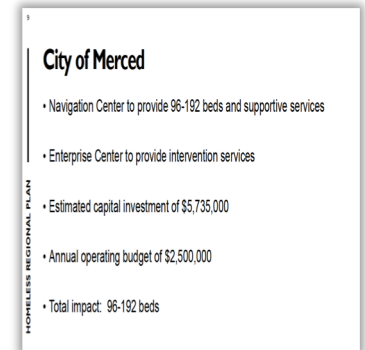 9
City of Merced
• Navigation Center to provide 96-192 beds and supportive services
• Enterprise Center to provide intervention services
• Estimated capital investment of $5,735,000
• Annual operating budget of $2,500,000
• Total impact: 96-192 beds
HOMELESS REGIONAL PLAN